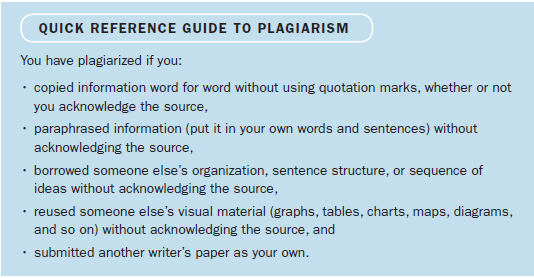 QUICK REFERENCE GUIDE TO PLAGIARISM
You have plagiarized if you:
· copied information word for word without using quotation marks, whether or not
you acknowledge the source,
· paraphrased information (put it in your own words and sentences) without
acknowledging the source,
· borrowed someone else's organization, sentence structure, or sequence of
ideas without acknowledging the source,
· reused someone else's visual material (graphs, tables, charts, maps, diagrams,
and so on) without acknowledging the source, and
· submitted another writer's paper as your own.